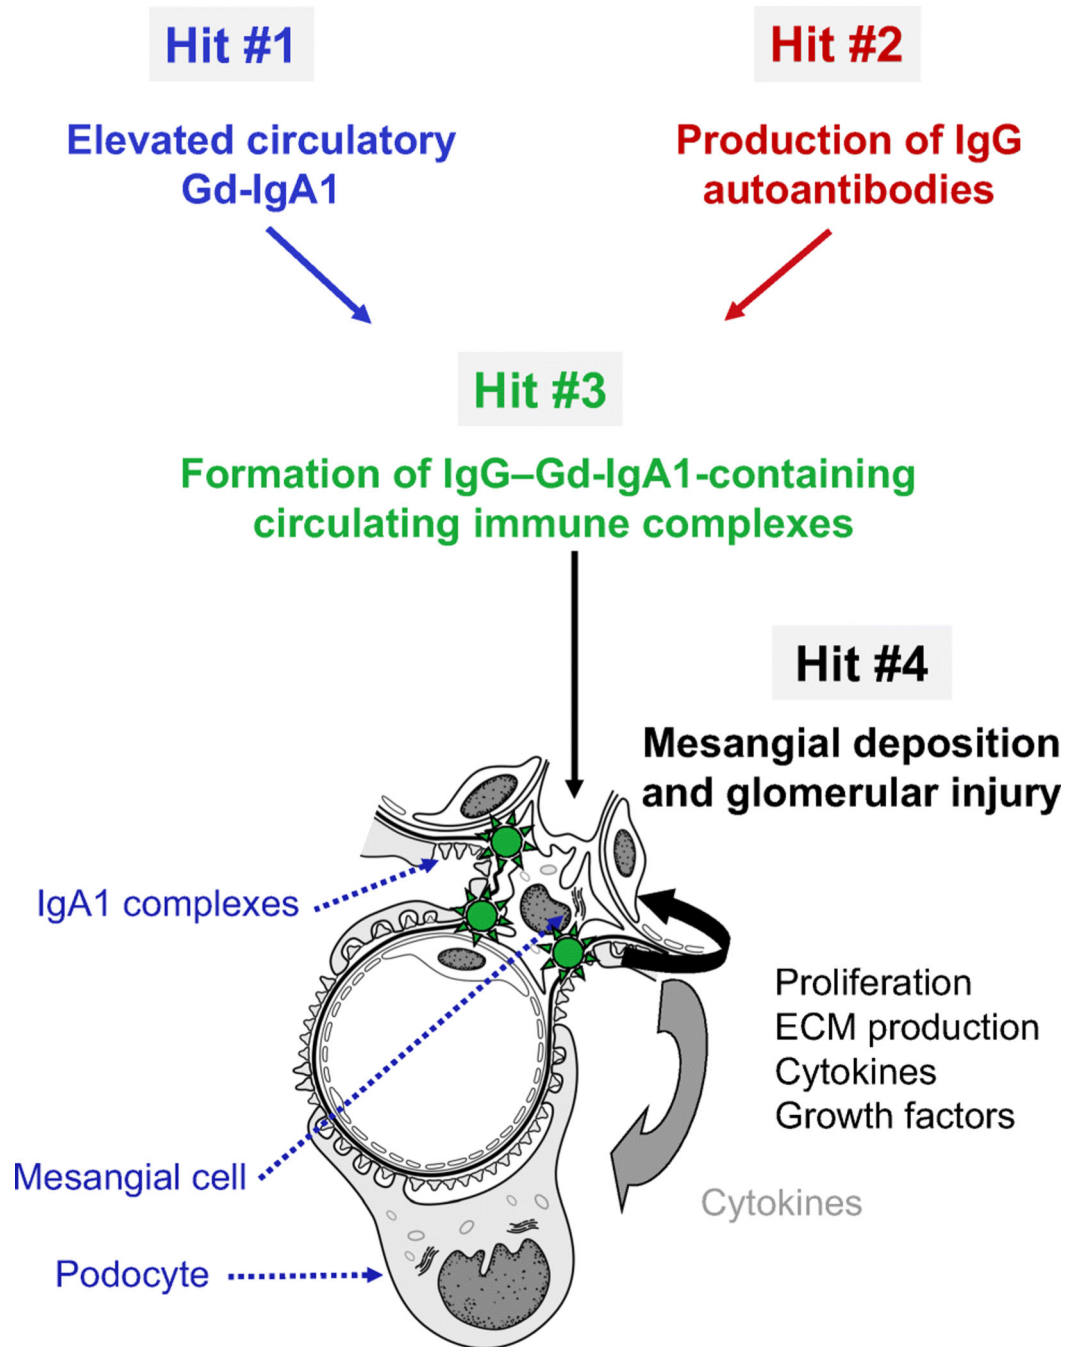 Hit #1
Hit #2
Elevated circulatory
Gd-IgA1
Production of IgG
autoantibodies
Hit #3
Formation of IgG–Gd-IgA1-containing
circulating immune complexes
Hit #4
Mesangial deposition
and glomerular injury
IgA1 complexes
Proliferation
ECM production
Cytokines
Growth factors
Mesangial cell
Cytokines
Podocyte